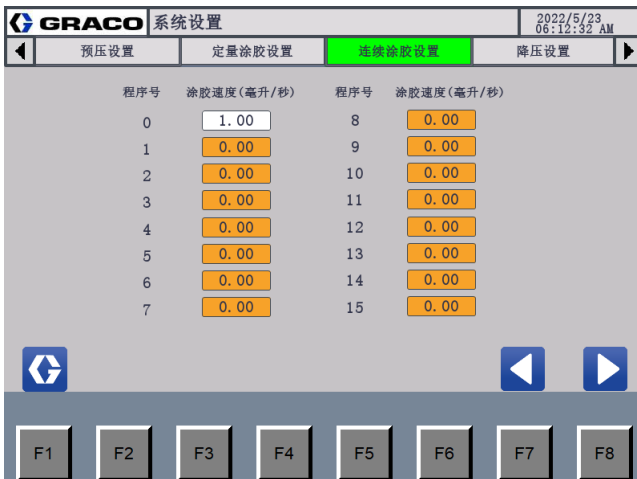 GRACO 系统设置 2022/5/23
06:12:32 AM
预压设置 定量涂胶设置 连续涂胶设置 降压设置
程序号 涂胶速度(毫升/秒) 程序号 涂胶速度(毫升/秒)
0 1.00 8 0.00
1 0.00 9 0.00
2 0.00 10 0.00
3 0.00 11 0.00
4 0.00 12 0.00
5 0.00 13 0.00
6 0.00 14 0.00
7 0.00 15 0.00
F1 F2 F3 F4 F5 F6 F7 F8